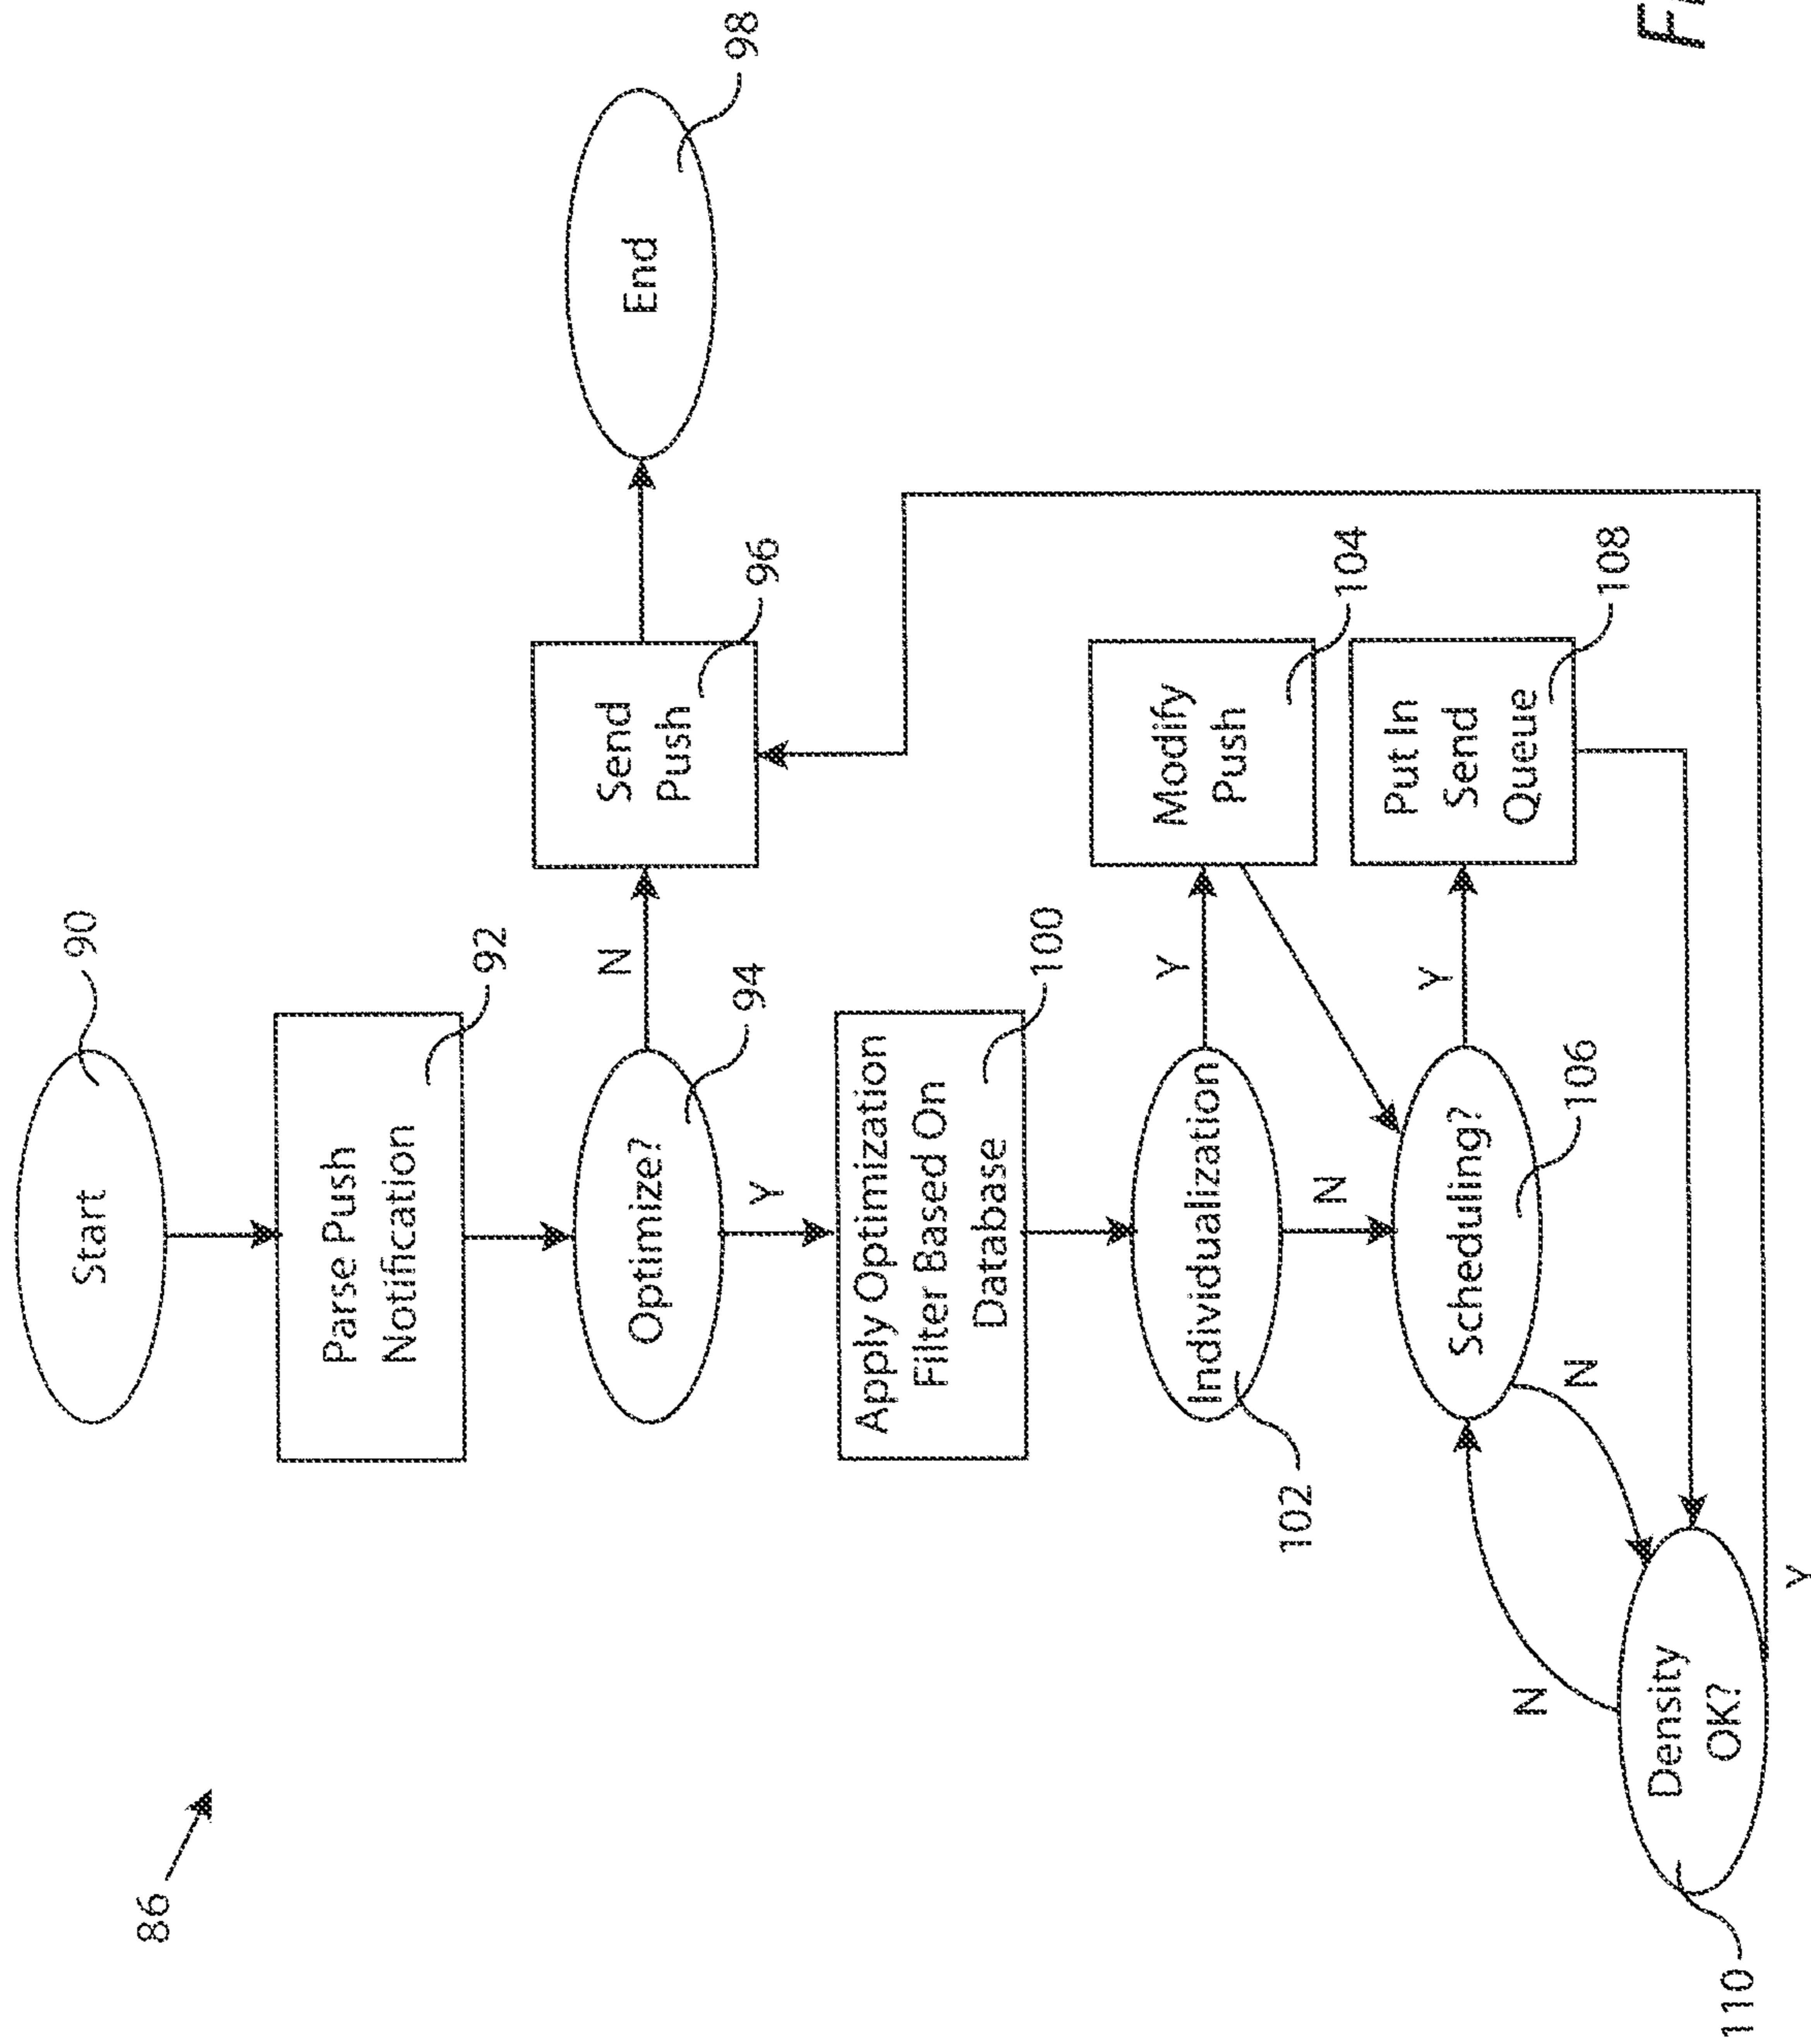 86
Start
90
Parse Push
Notification
92
Optimize?
94
N
Send
Push
96
End
98
Y
Apply Optimization
Filter Based On
Database
100
Individualization
102
Y
Modify
Push
104
N
Scheduling?
106
Y
Put In
Send
Queue
108
N
N
Density
OK?
110
Y